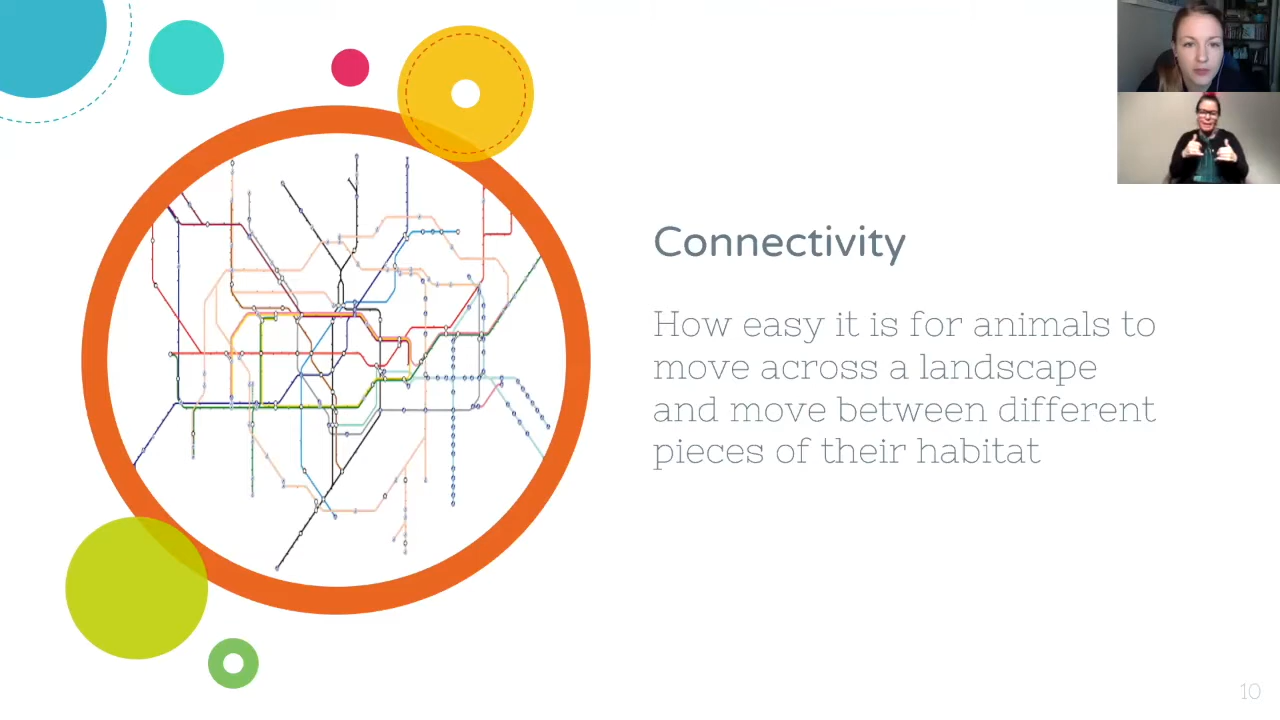 Connectivity
How easy it is for animals to
move across a landscape
and move between different
pieces of their habitat
10